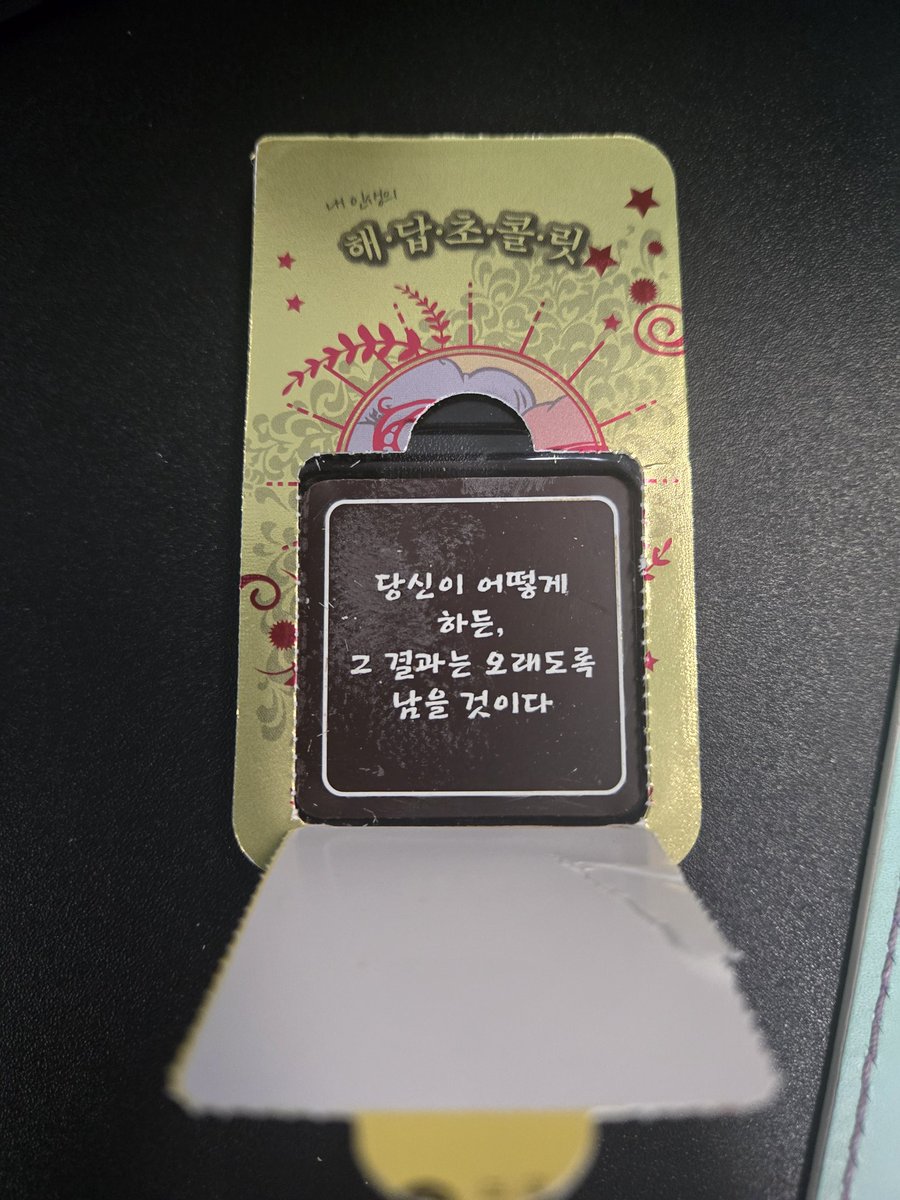 내 인생의
해·답·초·콜·릿
당신이 어떻게
하든,
그 결과는 오래도록
남을 것이다